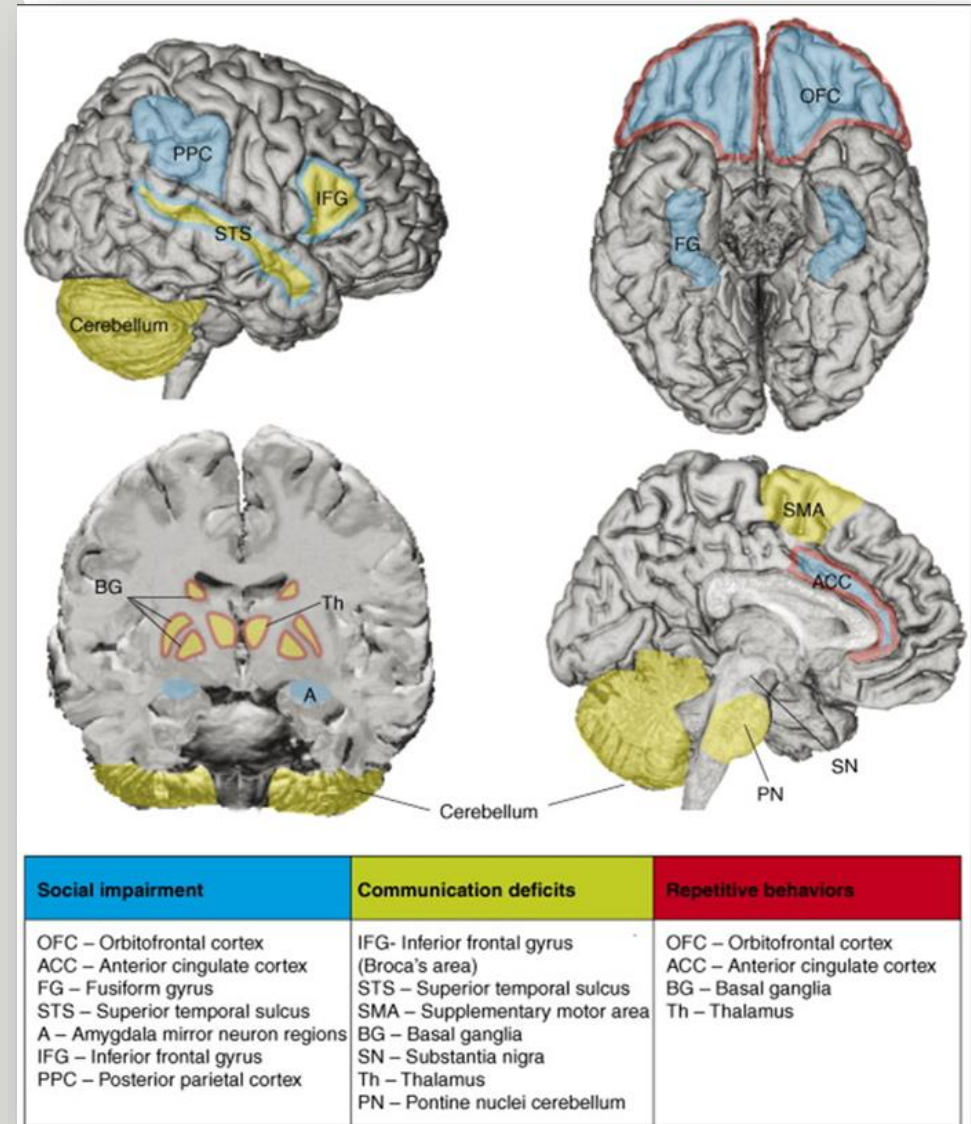 PPC
IFG
STS
Cerebellum
OFC
FG
BG
Th
A
SMA
ACC
SN
PN
Cerebellum
Social impairment
OFC – Orbitofrontal cortex
ACC – Anterior cingulate cortex
FG – Fusiform gyrus
STS – Superior temporal sulcus
A – Amygdala mirror neuron regions
IFG – Inferior frontal gyrus
PPC – Posterior parietal cortex
Communication deficits
IFG- Inferior frontal gyrus
(Broca's area)
STS – Superior temporal sulcus
SMA – Supplementary motor area
BG – Basal ganglia
SN – Substantia nigra
Th – Thalamus
PN – Pontine nuclei cerebellum
Repetitive behaviors
OFC – Orbitofrontal cortex
ACC – Anterior cingulate cortex
BG – Basal ganglia
Th – Thalamus